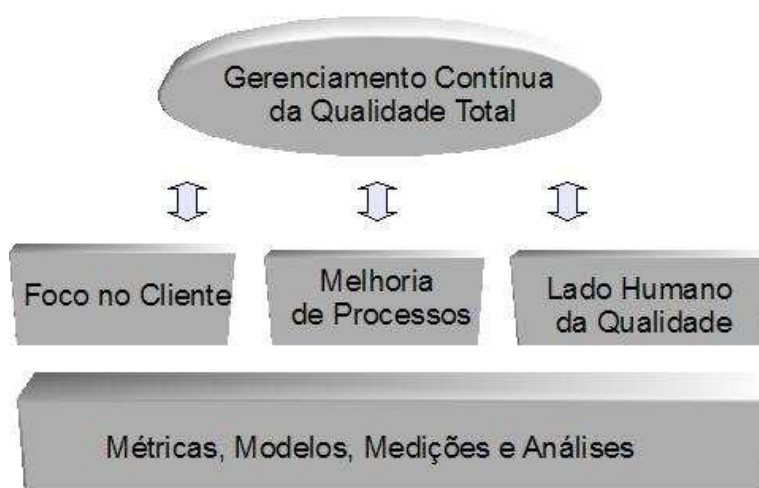 Gerenciamento Contínua
da Qualidade Total
Foco no Cliente
Melhoria
de Processos
Lado Humano
da Qualidade
Métricas, Modelos, Medições e Análises